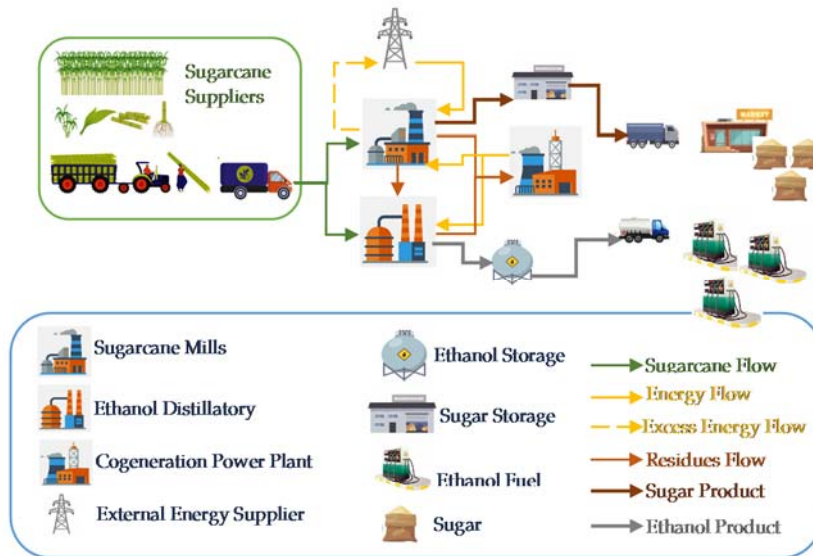 Sugarcane
Suppliers
MARKET
Sugarcane Mills
Ethanol Distillatory
Cogeneration Power Plant
External Energy Supplier
Ethanol Storage
Sugar Storage
Ethanol Fuel
Sugar
Sugarcane Flow
Energy Flow
Excess Energy Flow
Residues Flow
Sugar Product
Ethanol Product